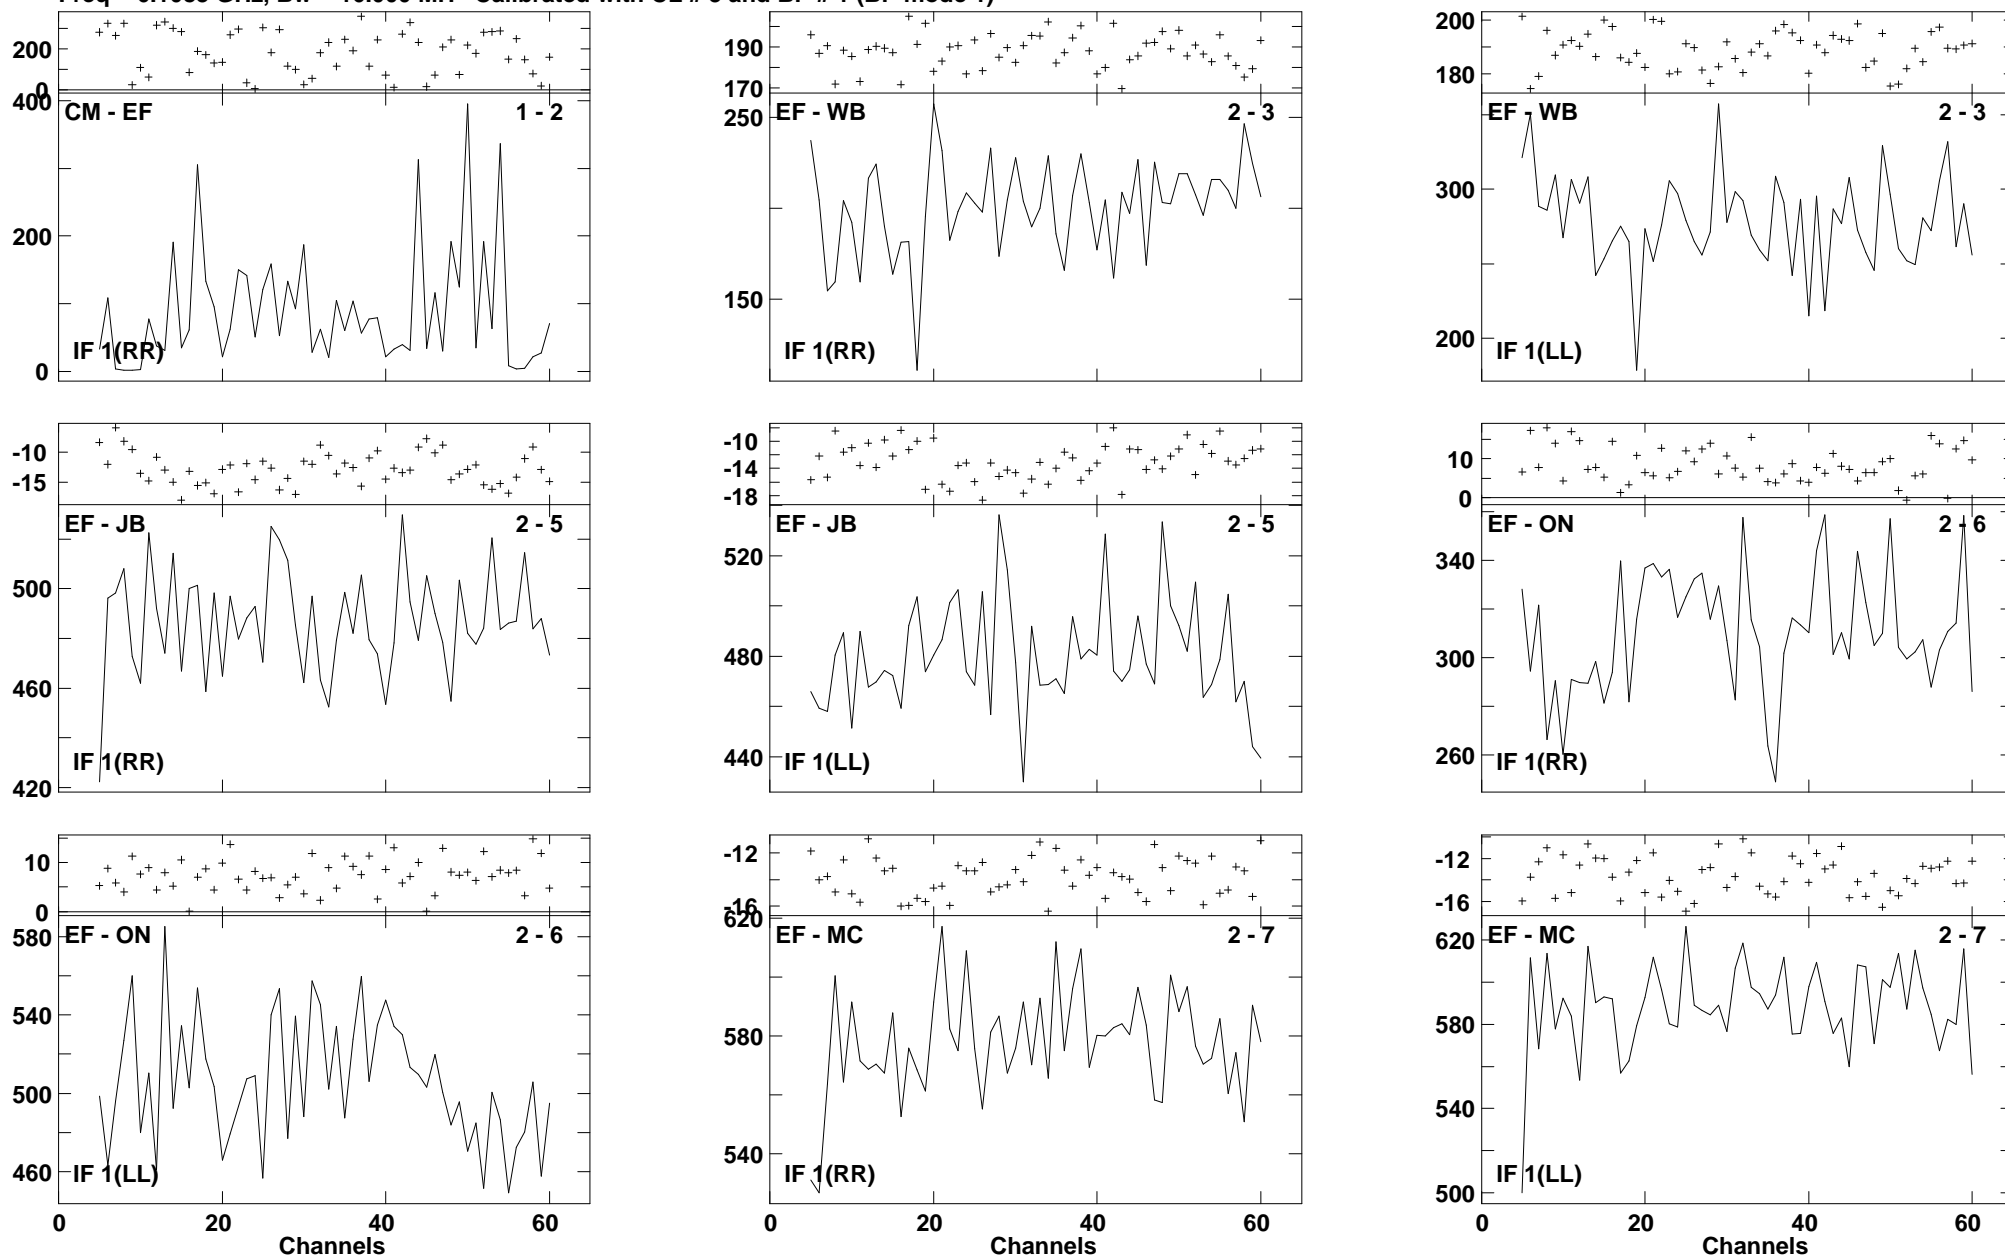 200
0
190
170
200
180
400
200
0
CM - EF
1 - 2
IF 1(RR)
250
150
EF - WB
2 - 3
IF 1(RR)
300
200
EF - WB
2 - 3
IF 1(LL)
-10
-15
-10
-14
-18
10
0
500
460
420
EF - JB
2 - 5
IF 1(RR)
520
480
440
EF - JB
2 - 5
IF 1(LL)
340
300
260
EF - ON
2 - 6
IF 1(RR)
10
0
-12
-16
-12
-16
580
540
500
460
EF - ON
2 - 6
IF 1(LL)
620
580
540
EF - MC
2 - 7
IF 1(RR)
620
580
540
500
EF - MC
2 - 7
IF 1(LL)
0 20 40 60
Channels
0 20 40 60
Channels
0 20 40 60
Channels